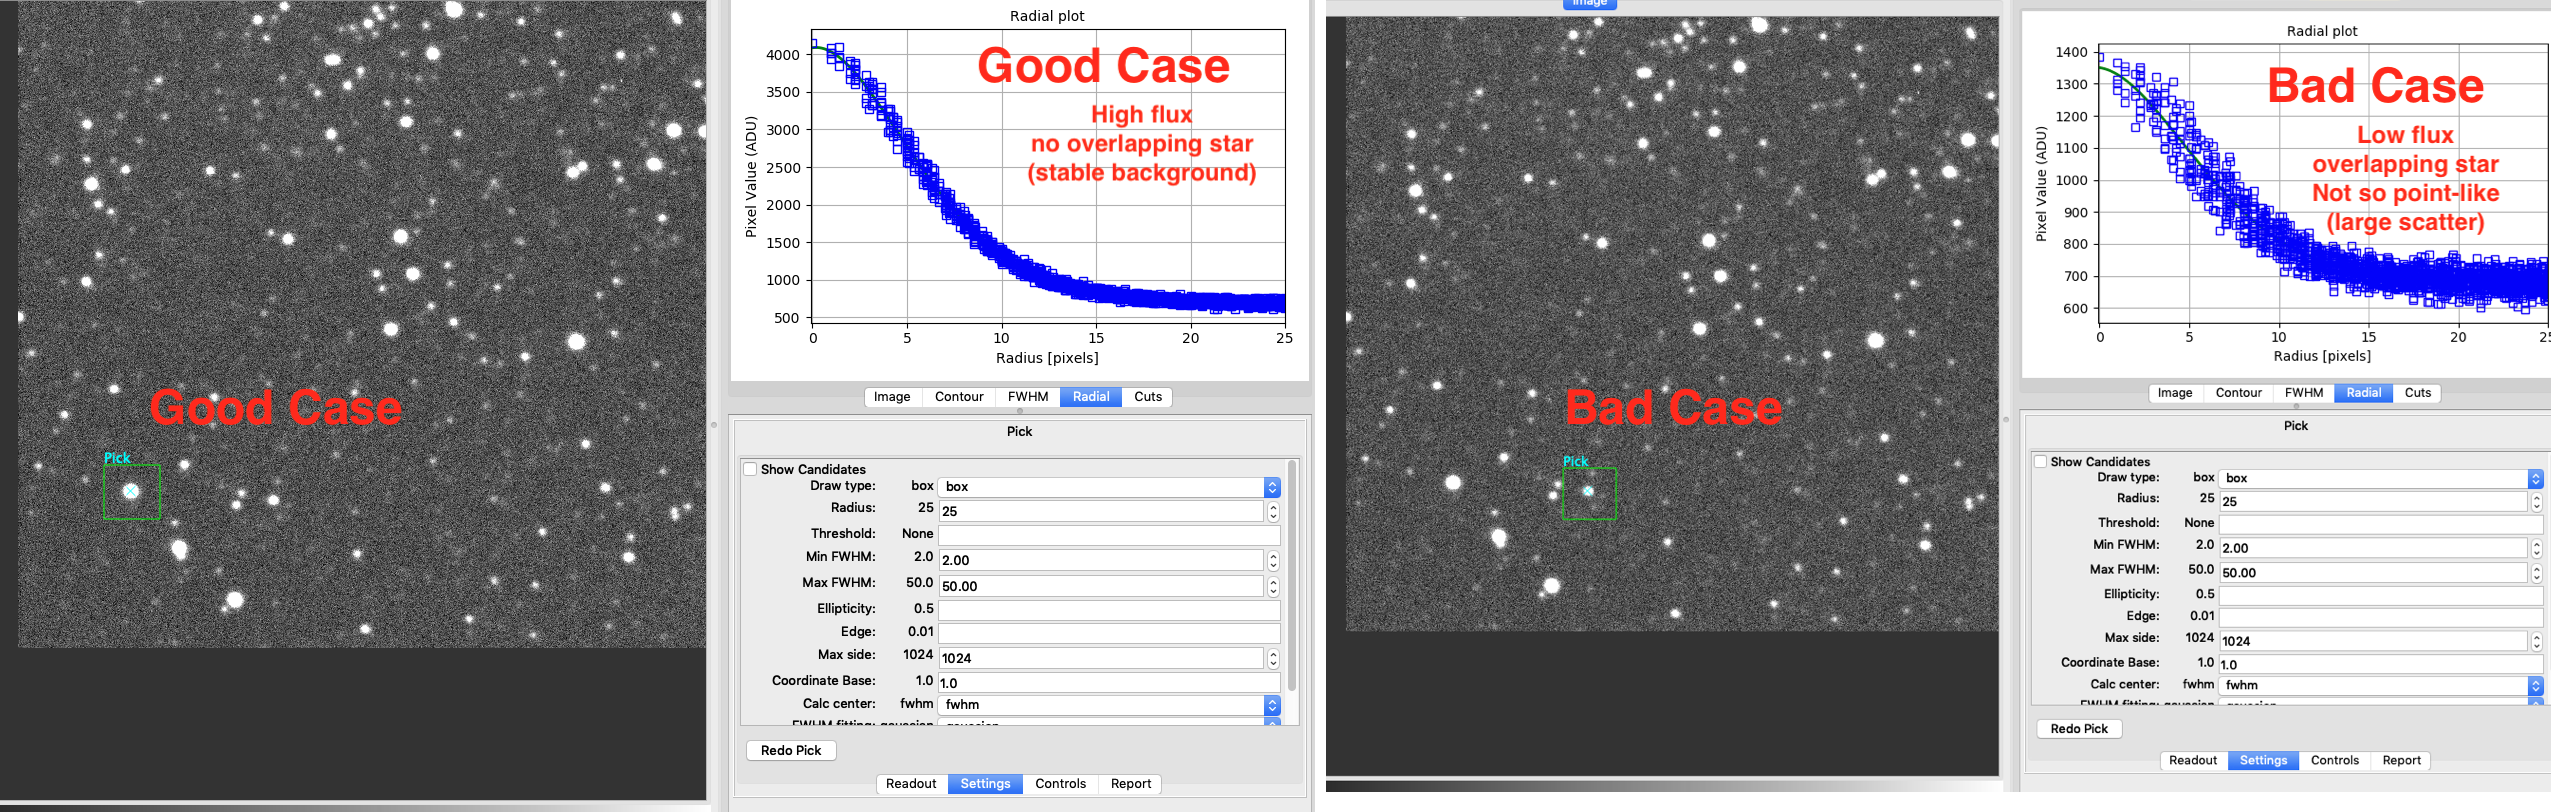 Good Case
Pick
Radial plot
Good Case
High flux
no overlapping star
(stable background)
Pixel Value (ADU)
4000
3500
3000
2500
2000
1500
1000
500
0 5 10 15 20 25
Radius [pixels]
Image Contour FWHM Radial Cuts
Pick
Show Candidates
Draw type: box box
Radius: 25 25
Threshold: None
Min FWHM: 2.0 2.00
Max FWHM: 50.0 50.00
Ellipticity: 0.5
Edge: 0.01
Max side: 1024 1024
Coordinate Base: 1.0 1.0
Calc center: fwhm fwhm
FWHM fitting: gaussian gaussian
Redo Pick
Readout Settings Controls Report
Image
Bad Case
Pick
Radial plot
Bad Case
Low flux
overlapping star
Not so point-like
(large scatter)
Pixel Value (ADU)
1400
1300
1200
1100
1000
900
800
700
600
0 5 10 15 20 25
Radius [pixels]
Image Contour FWHM Radial Cuts
Pick
Show Candidates
Draw type: box box
Radius: 25 25
Threshold: None
Min FWHM: 2.0 2.00
Max FWHM: 50.0 50.00
Ellipticity: 0.5
Edge: 0.01
Max side: 1024 1024
Coordinate Base: 1.0 1.0
Calc center: fwhm fwhm
FWHM fitting: gaussian gaussian
Redo Pick
Readout Settings Controls Report